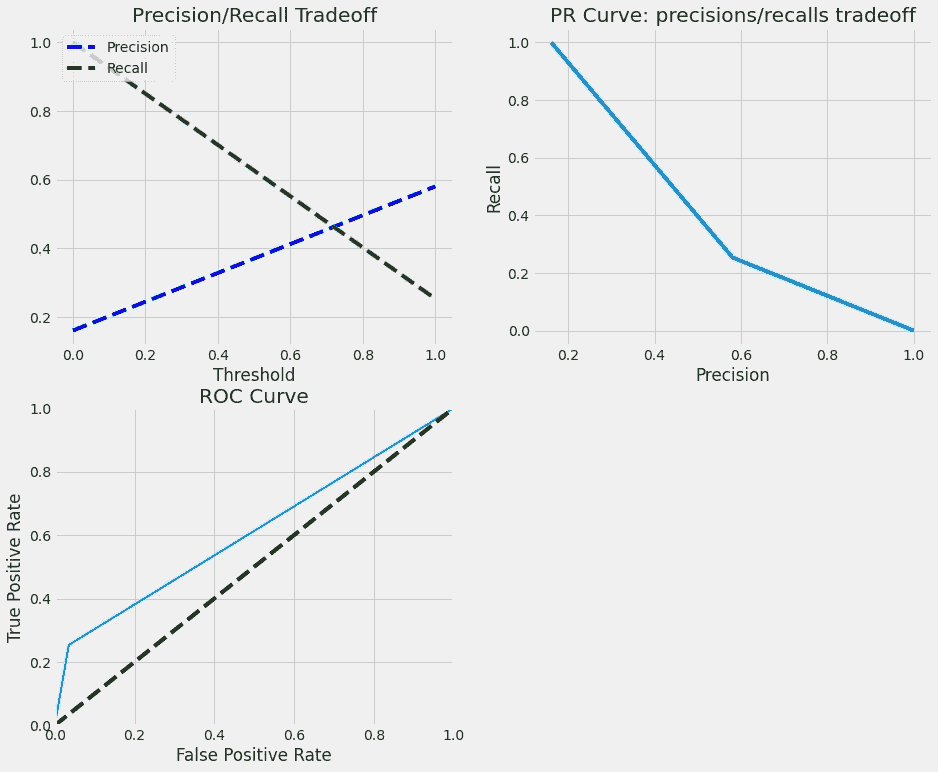 Precision/Recall Tradeoff
1.0
0.8
0.6
0.4
0.2
Precision
Recall
0.0 0.2 0.4 0.6 0.8 1.0
Threshold
PR Curve: precisions/recalls tradeoff
1.0
0.8
0.6
0.4
0.2
0.0
Recall
0.2 0.4 0.6 0.8 1.0
Precision
ROC Curve
1.0
0.8
0.6
0.4
0.2
0.0
True Positive Rate
0.0 0.2 0.4 0.6 0.8 1.0
False Positive Rate